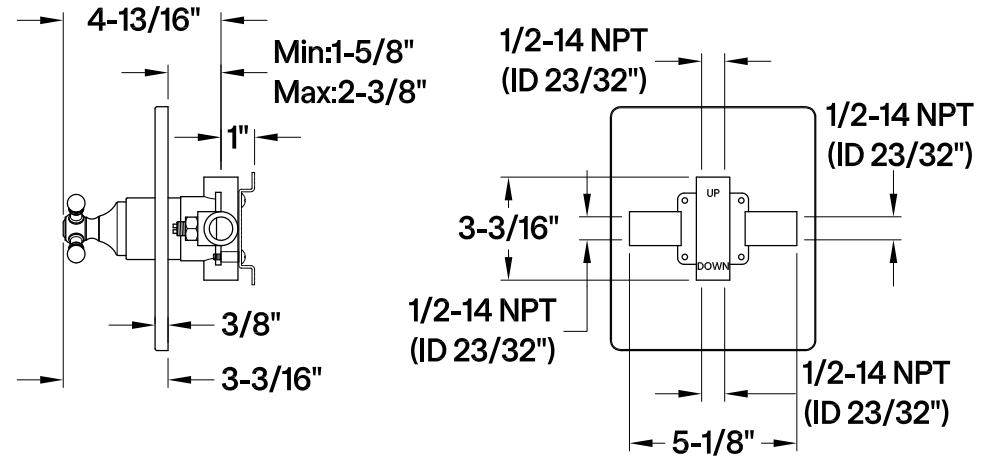 4-13/16"
Min:1-5/8"
Max:2-3/8"
1"
3/8"
3-3/16"
1/2-14 NPT
(ID 23/32")
1/2-14 NPT
(ID 23/32")
UP
3-3/16"
DOWN
1/2-14 NPT
(ID 23/32")
1/2-14 NPT
(ID 23/32")
5-1/8"